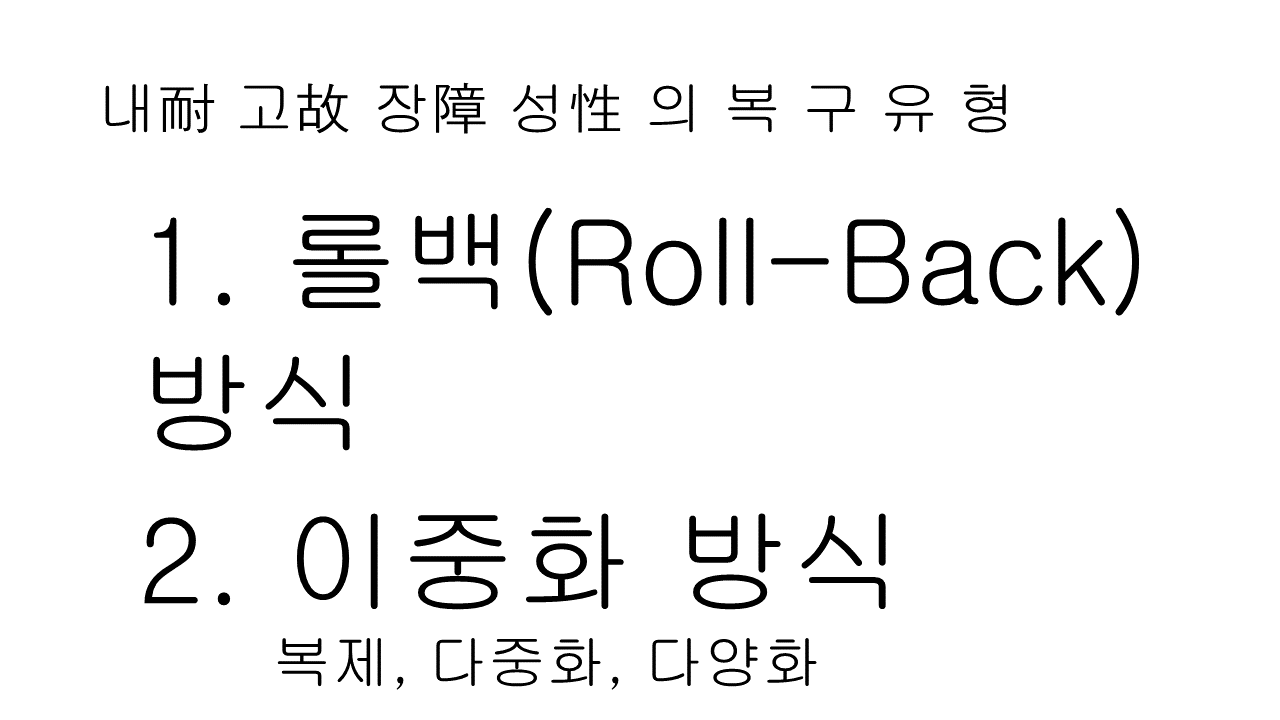 내耐 고故 장障 성性 의 복 구 유 형
1. 롤백(Roll-Back)
방식
2. 이중화 방식
복제, 다중화, 다양화